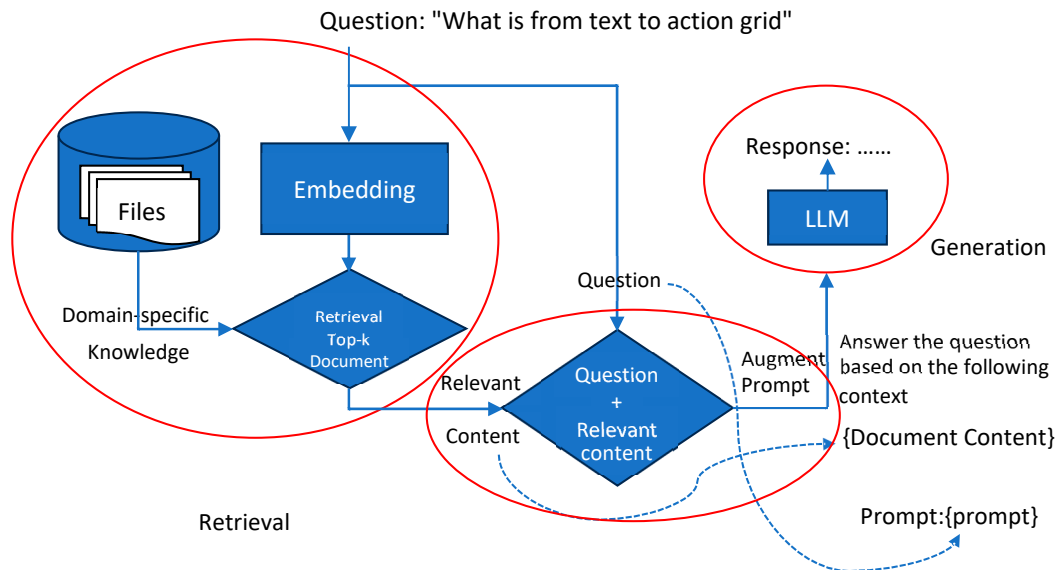 Question: "What is from text to action grid"
Response: ......
Files
Embedding
LLM
Generation
Question
Domain-specific
Knowledge
Retrieval
Top-k
Document
Relevant
Content
Question
+
Relevant
content
Augment
Prompt
Answer the question
based on the following
context
{Document Content}
Retrieval
Prompt:{prompt}